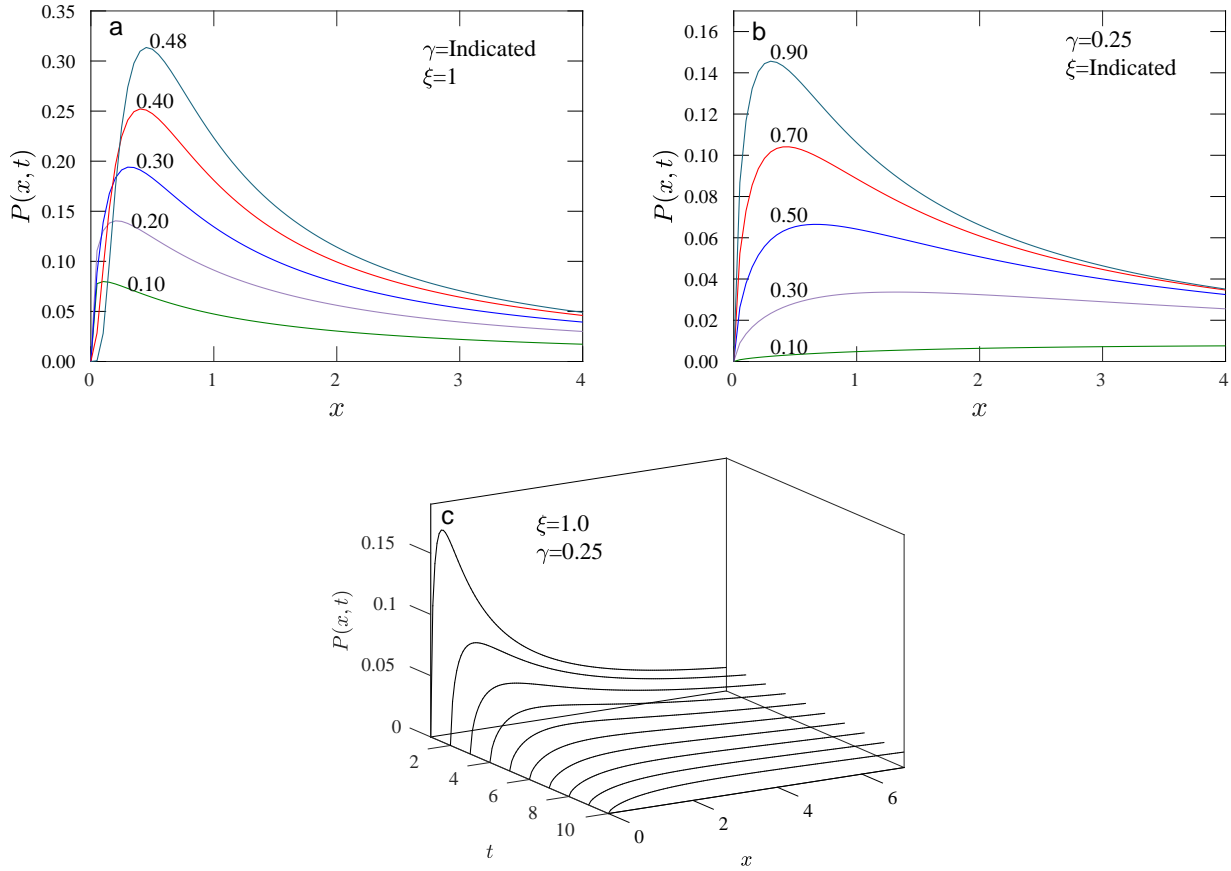 a
γ=Indicated
ξ=1
0.48
0.40
0.30
0.20
0.10
P(x, t)
0.35
0.30
0.25
0.20
0.15
0.10
0.05
0.00
0 1 2 3 4
x
b
γ=0.25
ξ=Indicated
0.90
0.70
0.50
0.30
0.10
P(x, t)
0.16
0.14
0.12
0.10
0.08
0.06
0.04
0.02
0.00
0 1 2 3 4
x
c
ξ=1.0
γ=0.25
P(x, t)
0.15
0.1
0.05
0
2
4
6
8
10
t
0
2
4
6
x